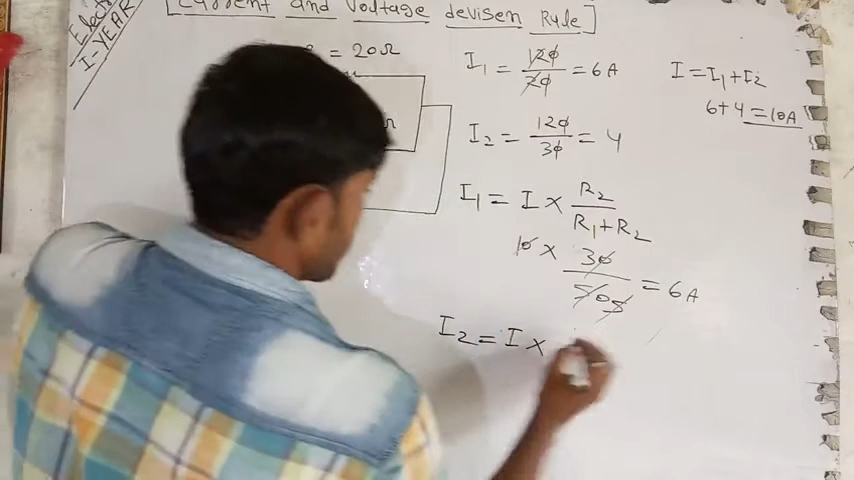 [Current and Voltage devisen Rule]
I-YEAR
= 20Ω
I₁ = 120/20 = 6A
I = I₁+I₂
6+4 = 10A
I₂ = 120/30 = 4
I₁ = I × R₂/R₁+R₂
10 × 30/50 5 = 6A
I₂ = I ×